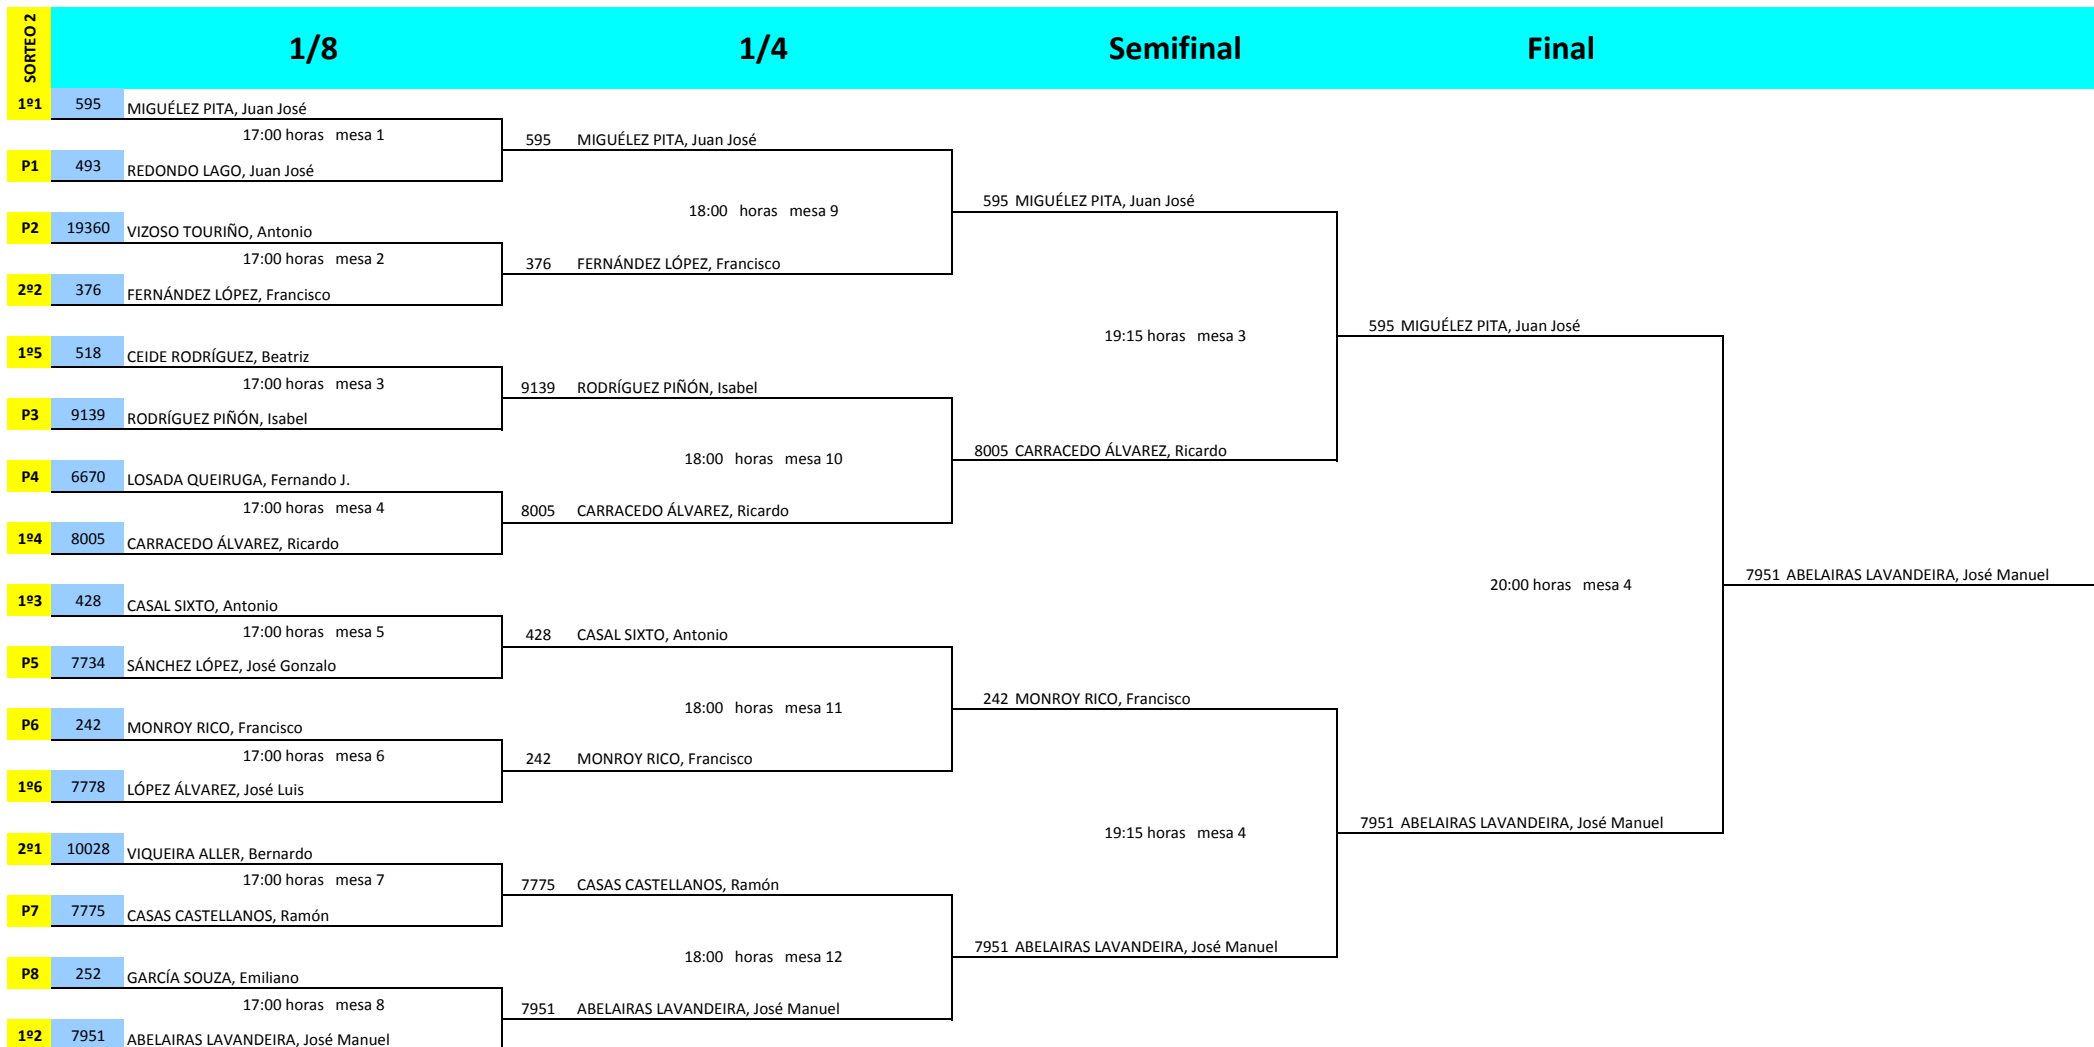 SORTEO 2
1/8 1/4 Semifinal Final
1º1 595 MIGUÉLEZ PITA, Juan José
17:00 horas mesa 1
595 MIGUÉLEZ PITA, Juan José
P1 493 REDONDO LAGO, Juan José
595 MIGUÉLEZ PITA, Juan José
18:00 horas mesa 9
P2 19360 VIZOSO TOURIÑO, Antonio
17:00 horas mesa 2
376 FERNÁNDEZ LÓPEZ, Francisco
2º2 376 FERNÁNDEZ LÓPEZ, Francisco
595 MIGUÉLEZ PITA, Juan José
19:15 horas mesa 3
1º5 518 CEIDE RODRÍGUEZ, Beatriz
17:00 horas mesa 3
9139 RODRÍGUEZ PIÑÓN, Isabel
P3 9139 RODRÍGUEZ PIÑÓN, Isabel
8005 CARRACEDO ÁLVAREZ, Ricardo
18:00 horas mesa 10
P4 6670 LOSADA QUEIRUGA, Fernando J.
17:00 horas mesa 4
8005 CARRACEDO ÁLVAREZ, Ricardo
1º4 8005 CARRACEDO ÁLVAREZ, Ricardo
7951 ABELAIRAS LAVANDEIRA, José Manuel
20:00 horas mesa 4
1º3 428 CASAL SIXTO, Antonio
17:00 horas mesa 5
428 CASAL SIXTO, Antonio
P5 7734 SÁNCHEZ LÓPEZ, José Gonzalo
242 MONROY RICO, Francisco
18:00 horas mesa 11
P6 242 MONROY RICO, Francisco
17:00 horas mesa 6
242 MONROY RICO, Francisco
1º6 7778 LÓPEZ ÁLVAREZ, José Luis
7951 ABELAIRAS LAVANDEIRA, José Manuel
19:15 horas mesa 4
2º1 10028 VIQUEIRA ALLER, Bernardo
17:00 horas mesa 7
7775 CASAS CASTELLANOS, Ramón
P7 7775 CASAS CASTELLANOS, Ramón
7951 ABELAIRAS LAVANDEIRA, José Manuel
18:00 horas mesa 12
P8 252 GARCÍA SOUZA, Emiliano
17:00 horas mesa 8
7951 ABELAIRAS LAVANDEIRA, José Manuel
1º2 7951 ABELAIRAS LAVANDEIRA, José Manuel